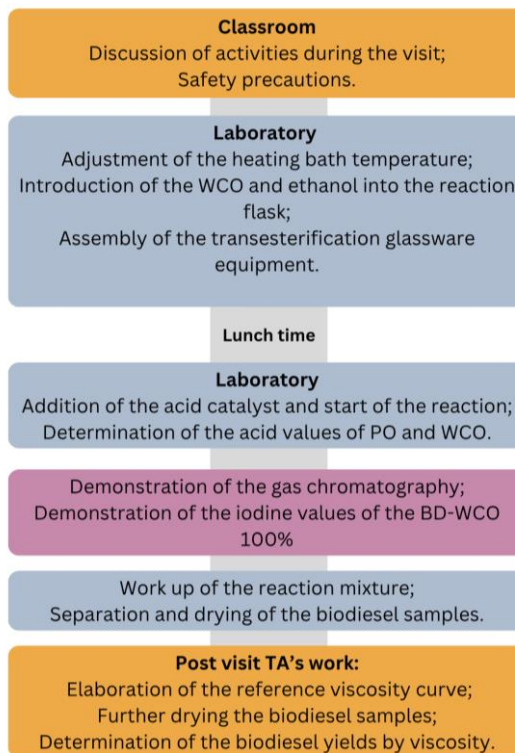 Classroom
Discussion of activities during the visit;
Safety precautions.
Laboratory
Adjustment of the heating bath temperature;
Introduction of the WCO and ethanol into the reaction
flask;
Assembly of the transesterification glassware
equipment.
Lunch time
Laboratory
Addition of the acid catalyst and start of the reaction;
Determination of the acid values of PO and WCO.
Demonstration of the gas chromatography;
Demonstration of the iodine values of the BD-WCO
100%
Work up of the reaction mixture;
Separation and drying of the biodiesel samples.
Post visit TA's work:
Elaboration of the reference viscosity curve;
Further drying the biodiesel samples;
Determination of the biodiesel yields by viscosity.